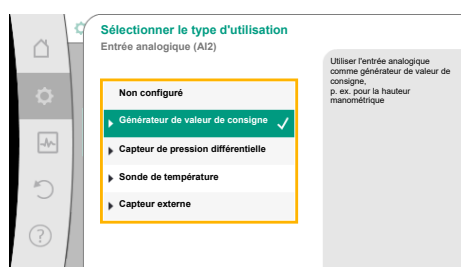 Sélectionner le type d'utilisation
Entrée analogique (AI2)
Non configuré
Générateur de valeur de consigne
Capteur de pression différentielle
Sonde de température
Capteur externe
Utiliser l'entrée analogique
comme générateur de valeur de
consigne,
p. ex. pour la hauteur
manométrique